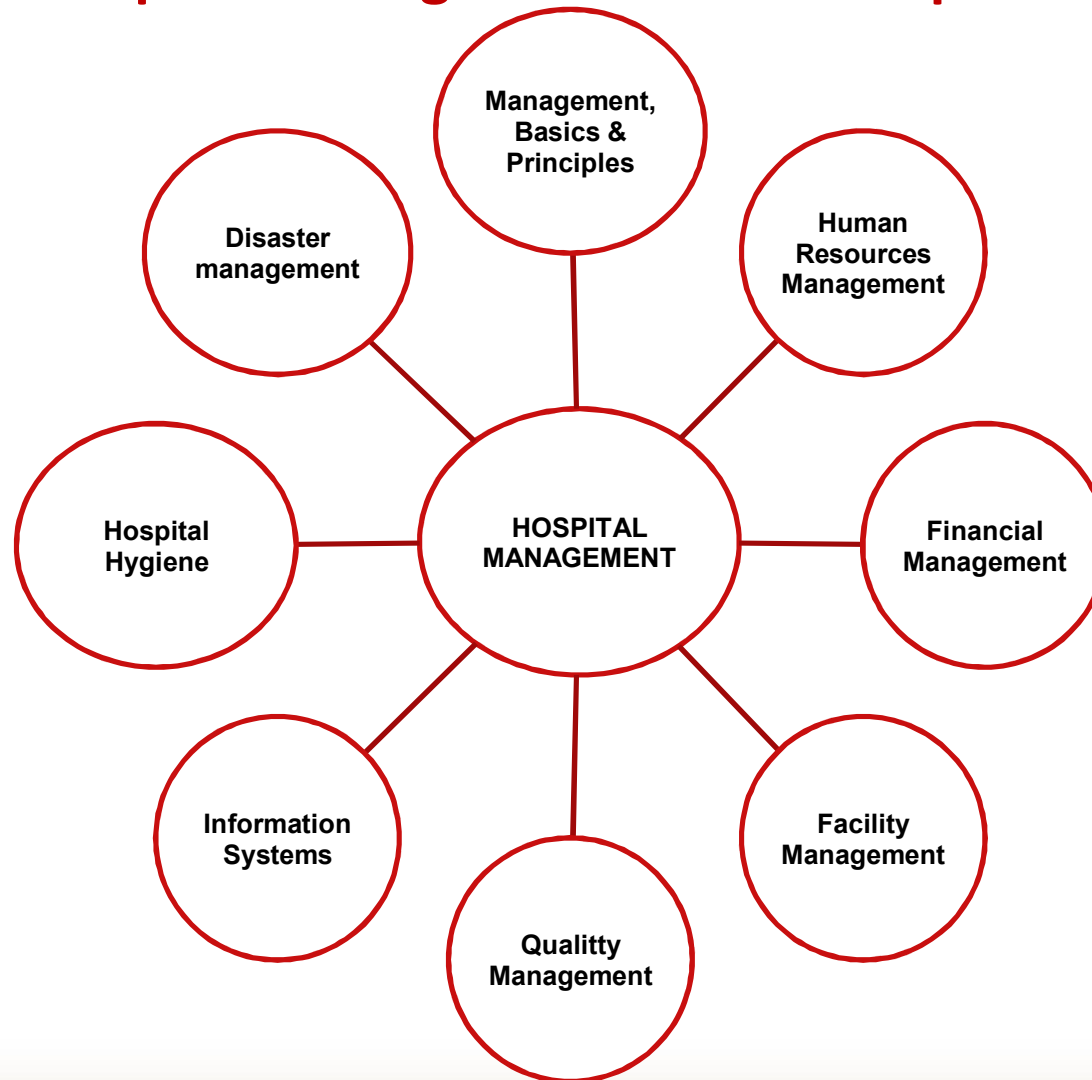 Management,
Basics &
Principles
Human
Resources
Management
Disaster
management
HOSPITAL
MANAGEMENT
Financial
Management
Hospital
Hygiene
Facility
Management
Information
Systems
Qualitty
Management